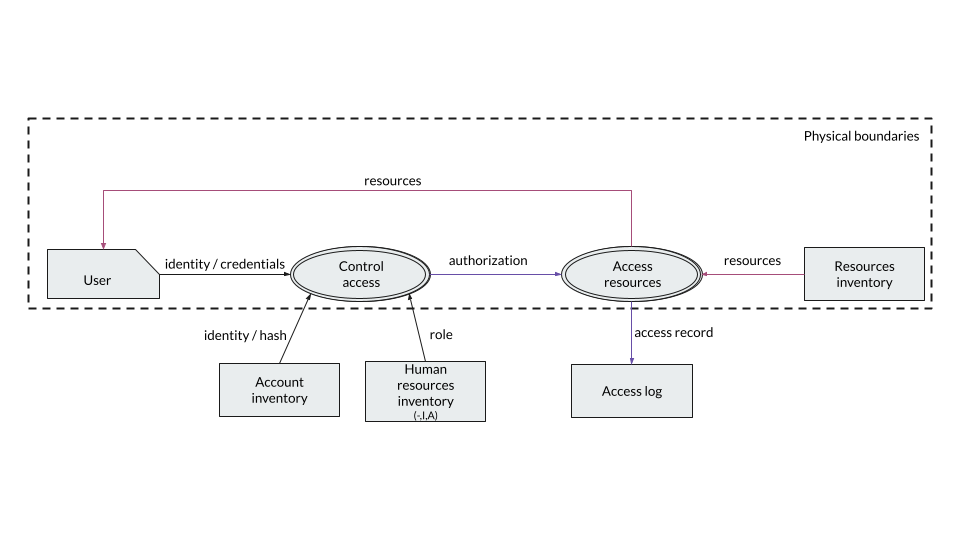 Physical boundaries
resources
User
identity / credentials
Control
access
authorization
Access
resources
resources
Resources
inventory
identity / hash
role
access record
Account
inventory
Human
resources
inventory
(-,I,A)
Access log